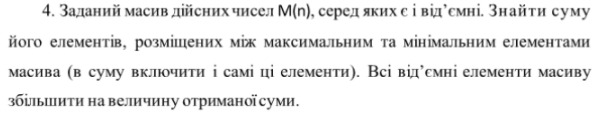 4. Заданий масив дійсних чисел M(n), серед яких є і від’ємні. Знайти суму
його елементів, розміщених між максимальним та мінімальним елементами
масива (в суму включити і самі ці елементи). Всі від’ємні елементи масиву
збільшити на величину отриманої суми.